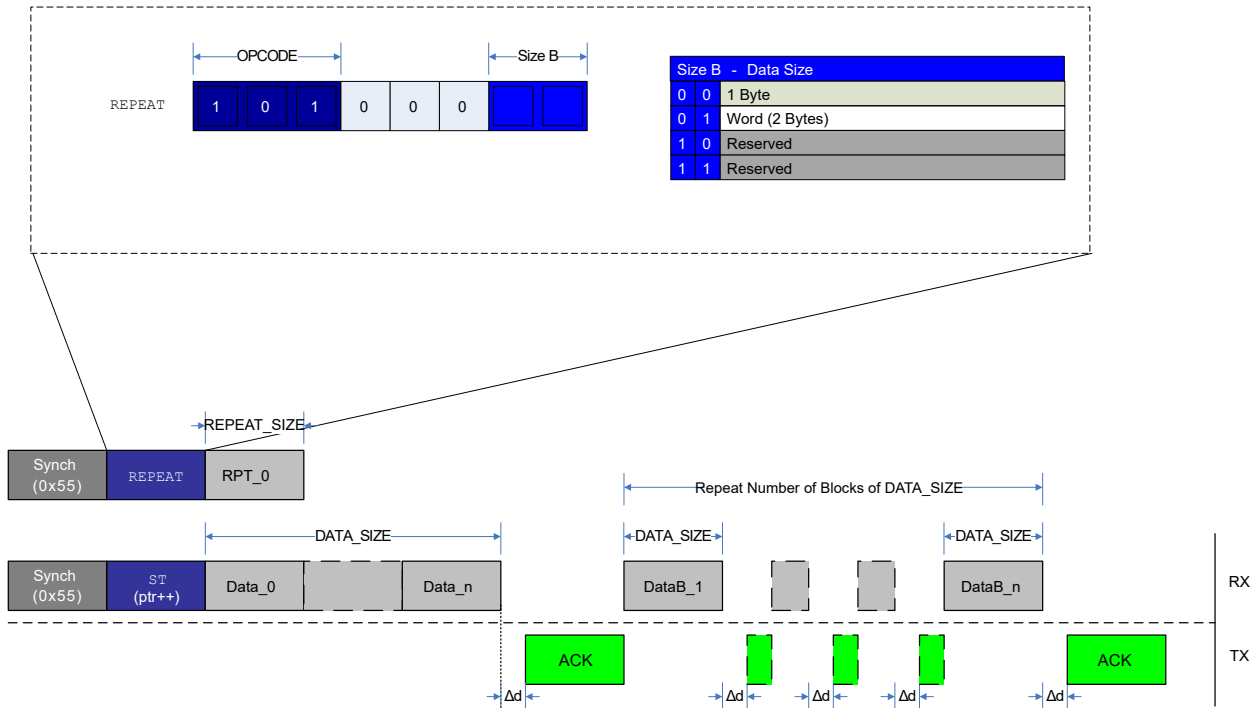 OPCODE
Size B
REPEAT
1 0 1 0 0 0
Size B - Data Size
0 0 1 Byte
0 1 Word (2 Bytes)
1 0 Reserved
1 1 Reserved
REPEAT_SIZE
Synch
(0x55)
REPEAT
RPT_0
Repeat Number of Blocks of DATA_SIZE
DATA_SIZE
DATA_SIZE
DATA_SIZE
Synch
(0x55)
ST
(ptr++)
Data_0
Data_n
DataB_1
DataB_n
RX
ACK
ACK
TX
Δd
Δd
Δd
Δd
Δd